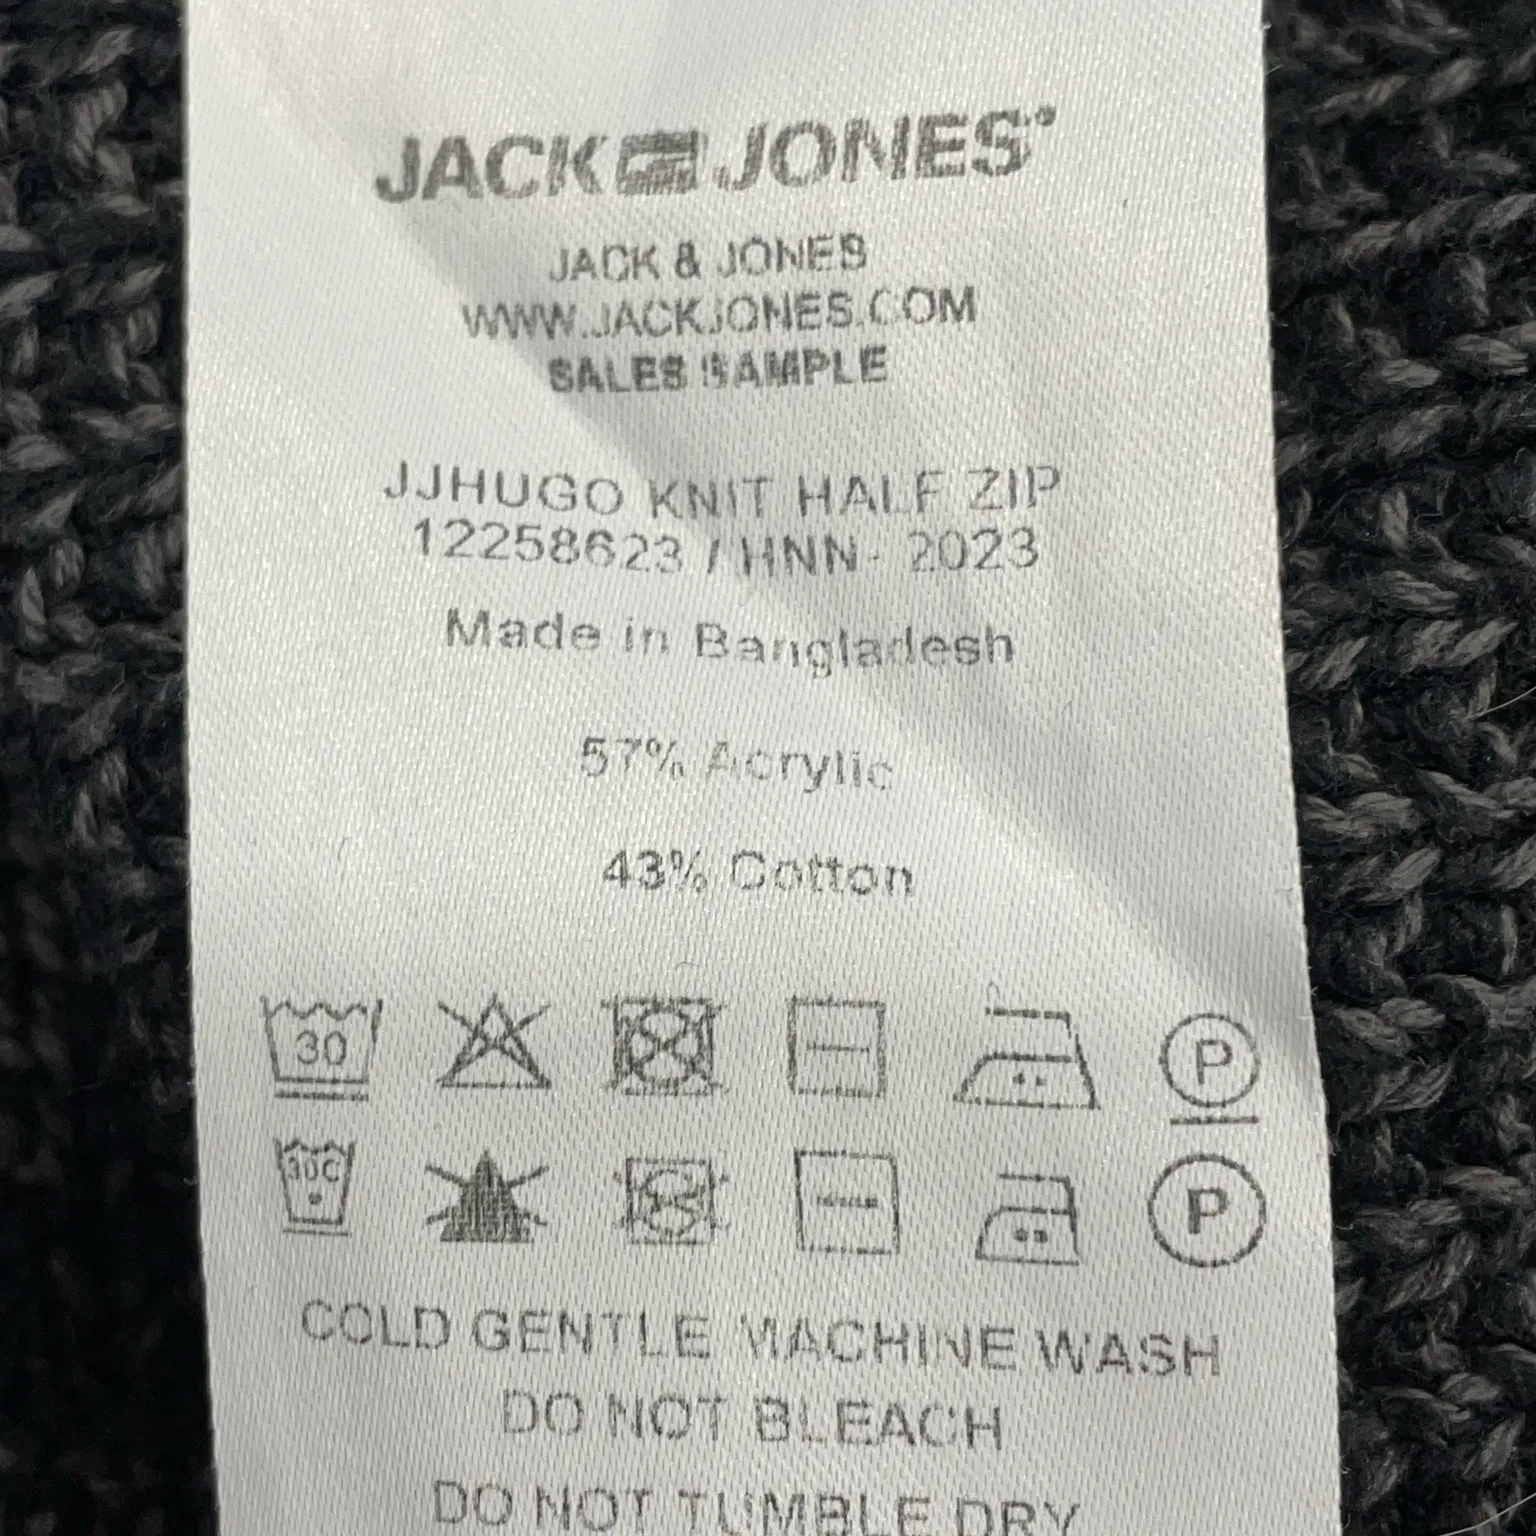 JACK JONES®
JACK & JONES
WWW.JACKJONES.COM
SALES SAMPLE
JJHUGO KNIT HALF ZIP
12258623 / HNN- 2023
Made in Bangladesh
57% Acrylic
43% Cotton
30 P
30C P
COLD GENTLE MACHINE WASH
DO NOT BLEACH
DO NOT TUMBLE DRY